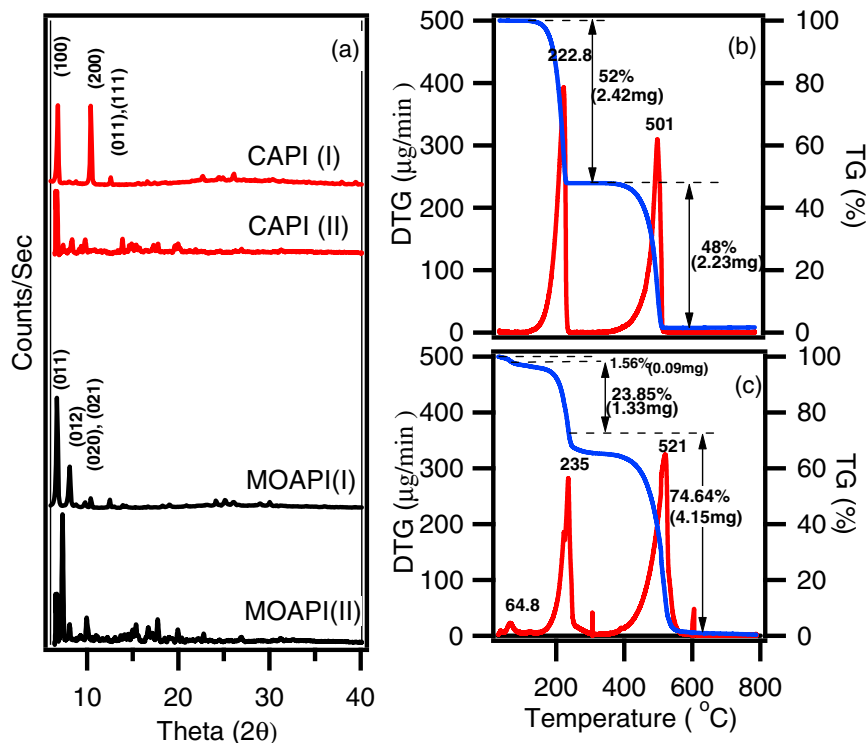 (a)
(100)
(200)
(011),(111)
CAPI (I)
CAPI (II)
(011)
(012)
(020), (021)
MOAPI(I)
MOAPI(II)
Counts/Sec
10
20
30
40
Theta (2θ)
(b)
500
400
300
200
100
0
DTG (µg/min)
100
80
60
40
20
0
TG (%)
222.8
52%
(2.42mg)
501
48%
(2.23mg)
(c)
500
400
300
200
100
0
DTG (µg/min)
100
80
60
40
20
0
TG (%)
1.56%(0.09mg)
23.85%
(1.33mg)
64.8
235
521
74.64%
(4.15mg)
200
400
600
800
Temperature ( °C)